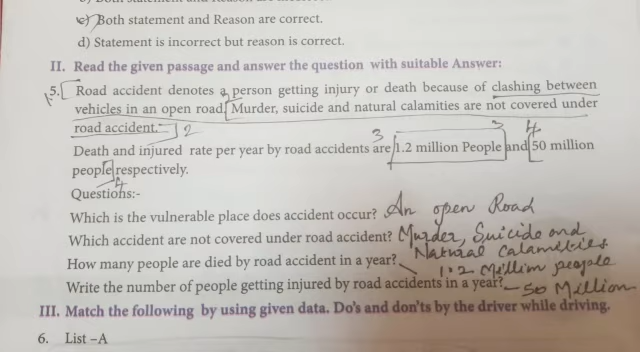 c) Both statement and Reason are correct.
d) Statement is incorrect but reason is correct.
II. Read the given passage and answer the question with suitable Answer:
5. Road accident denotes a person getting injury or death because of clashing between
1.
vehicles in an open road. Murder, suicide and natural calamities are not covered under
road accident. 2
3 3 4
Death and injured rate per year by road accidents are 1.2 million People and 50 million
people respectively.
4
Questions:-
Which is the vulnerable place does accident occur? An open Road
Which accident are not covered under road accident? Murder, Suicide and
Natural Calameties
How many people are died by road accident in a year? 1.2 Million people
Write the number of people getting injured by road accidents in a year? 50 Million
III. Match the following by using given data. Do's and don'ts by the driver while driving.
6. List –A